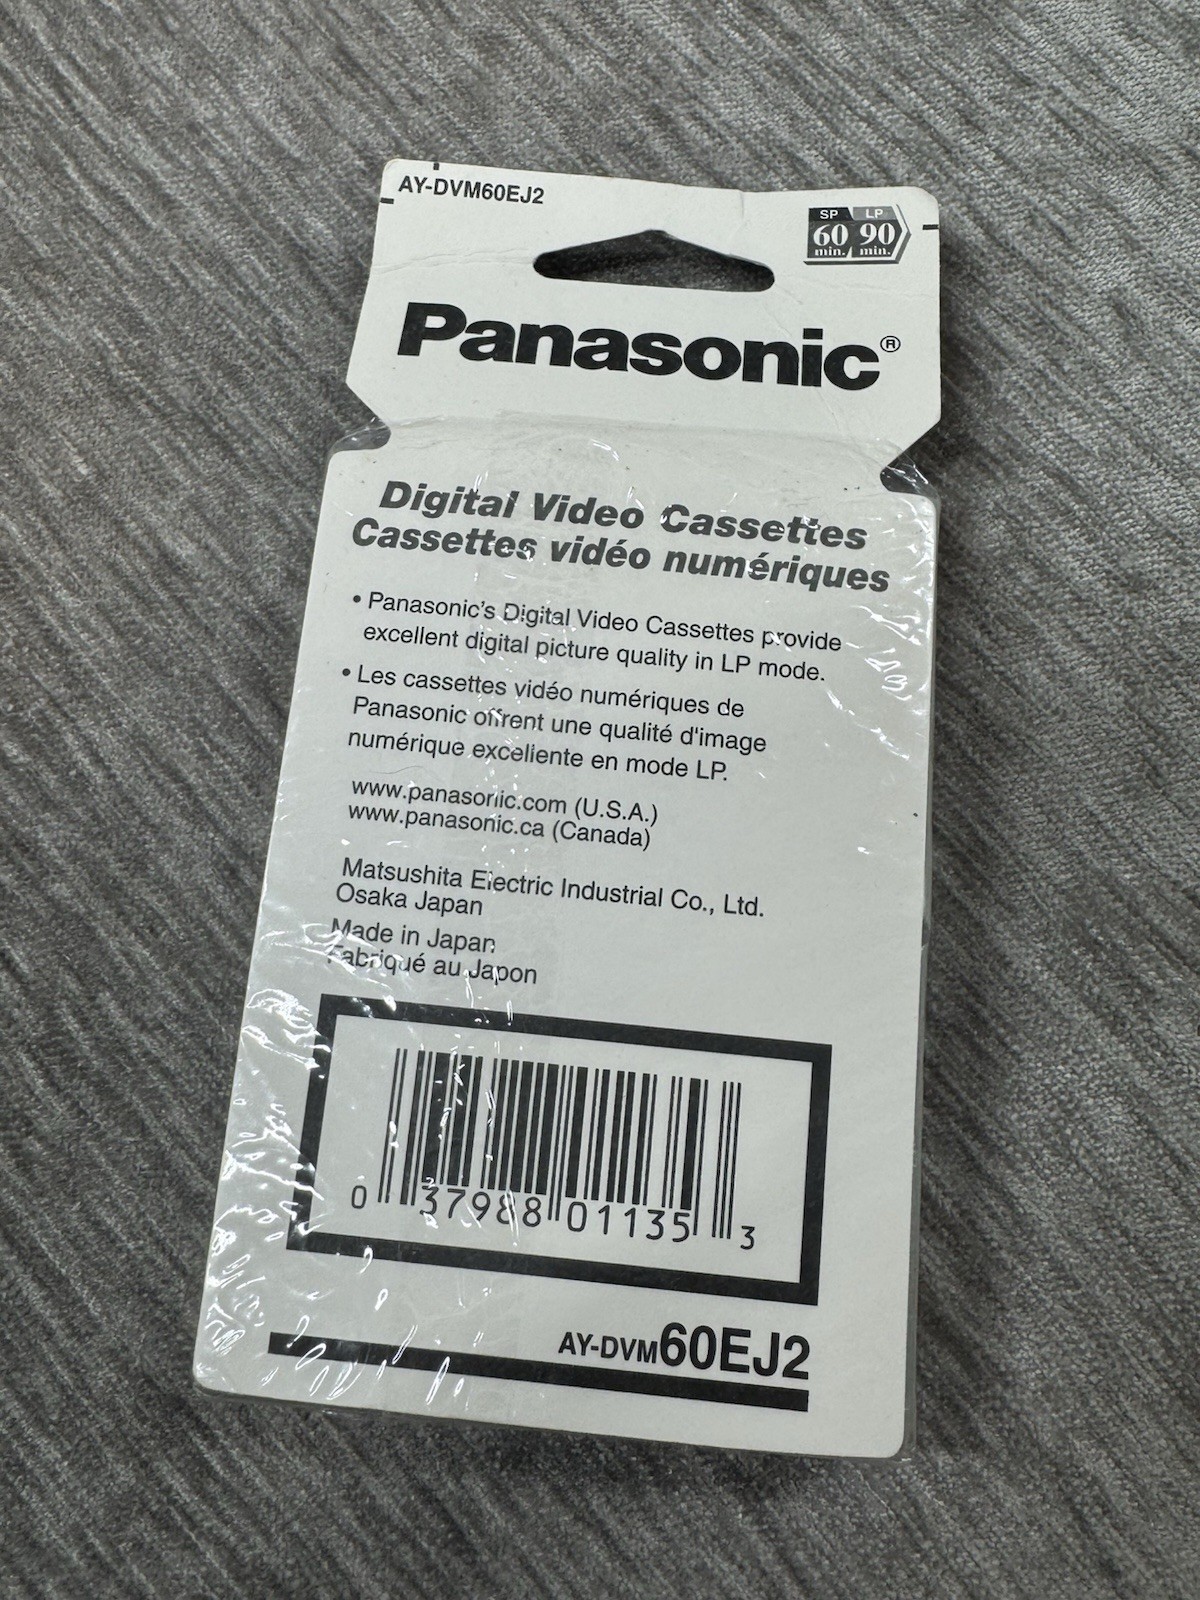 AY-DVM60EJ2
SP LP
60 90
min. min.
Panasonic®
Digital Video Cassettes
Cassettes vidéo numériques
• Panasonic's Digital Video Cassettes provide
excellent digital picture quality in LP mode.
• Les cassettes vidéo numériques de
Panasonic offrent une qualité d'image
numérique excellente en mode LP.
www.panasonic.com (U.S.A.)
www.panasonic.ca (Canada)
Matsushita Electric Industrial Co., Ltd.
Osaka Japan
Made in Japan
Fabriqué au Japon
0 37988 01135 3
AY-DVM60EJ2